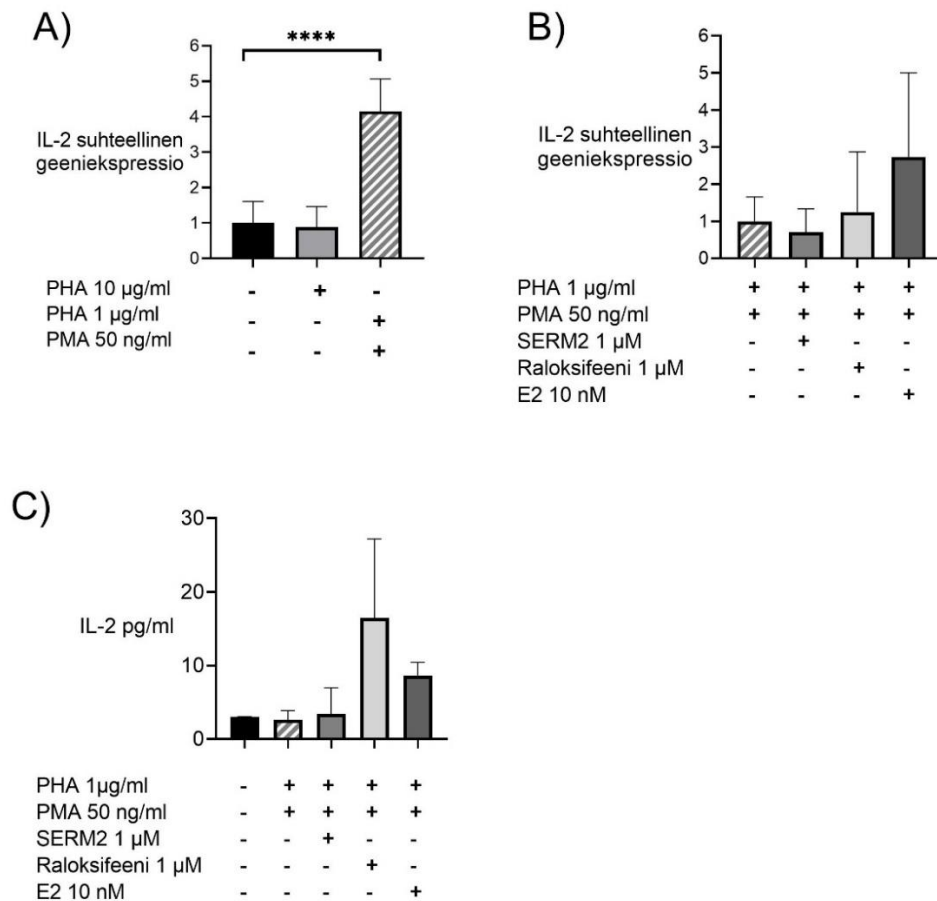 A)
****
6
5
4
3
2
1
0
IL-2 suhteellinen
geeniekspressio
PHA 10 µg/ml - + -
PHA 1 µg/ml - - +
PMA 50 ng/ml - - +
B)
6
5
4
3
2
1
0
IL-2 suhteellinen
geeniekspressio
PHA 1 µg/ml + + + +
PMA 50 ng/ml + + + +
SERM2 1 µM - + - -
Raloksifeeni 1 µM - - + -
E2 10 nM - - - +
C)
30
20
10
0
IL-2 pg/ml
PHA 1µg/ml - + + + +
PMA 50 ng/ml - + + + +
SERM2 1 µM - - + - -
Raloksifeeni 1 µM - - - + -
E2 10 nM - - - - +